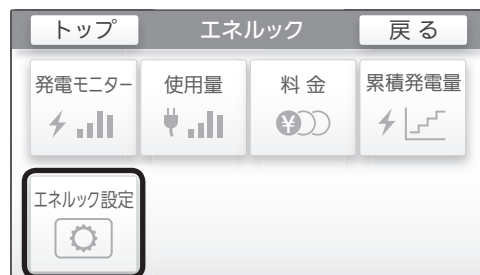 トップ
エネルック
戻る
発電モニター
使用量
料金
累積発電量
エネルック設定